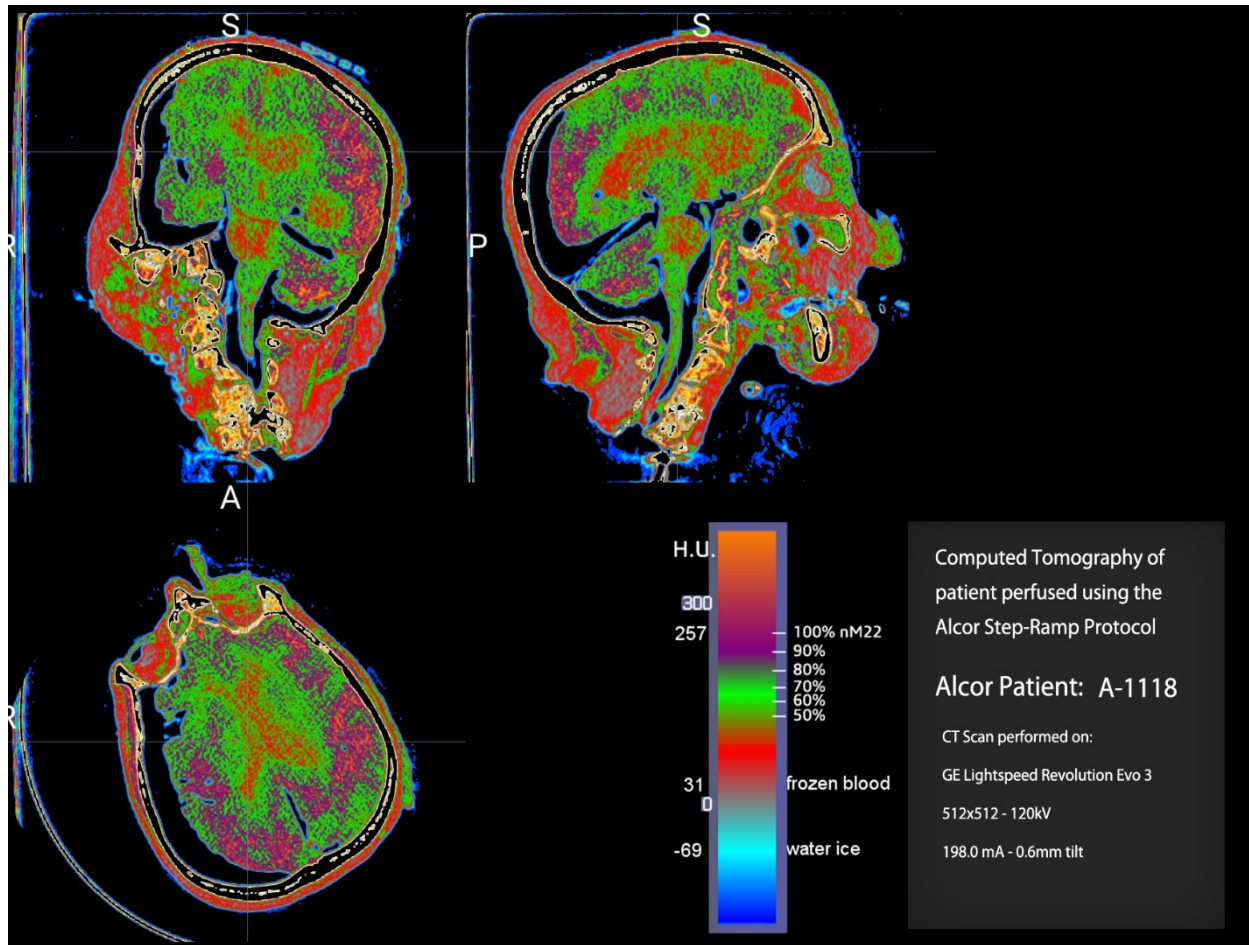 S
S
R
P
A
R
H.U.
300
257
100% nM22
90%
80%
70%
60%
50%
31
frozen blood
0
-69
water ice
Computed Tomography of
patient perfused using the
Alcor Step-Ramp Protocol
Alcor Patient: A-1118
CT Scan performed on:
GE Lightspeed Revolution Evo 3
512x512 - 120kV
198.0 mA - 0.6mm tilt